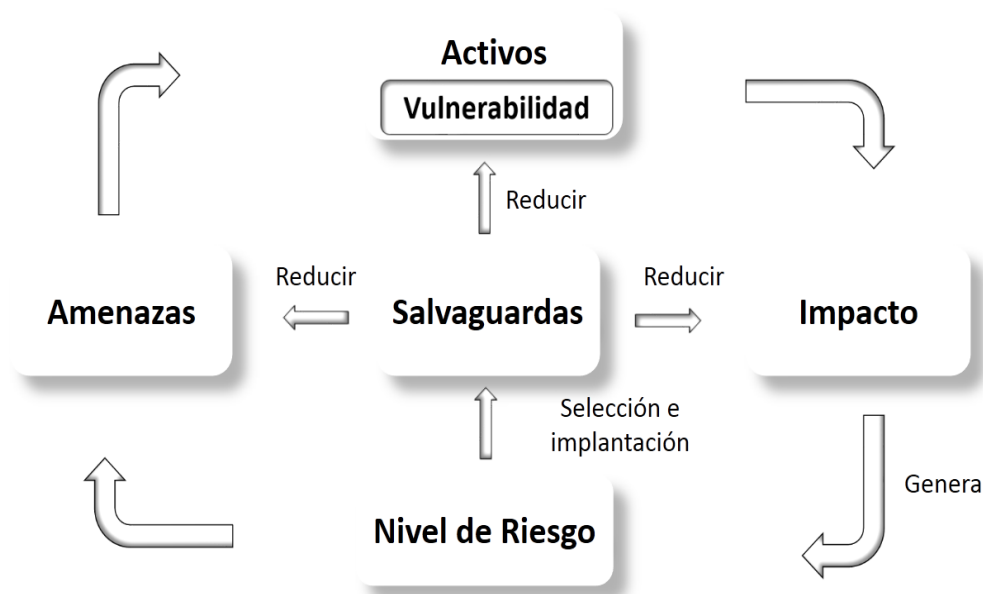 Activos
Vulnerabilidad
Reducir
Reducir
Reducir
Amenazas
Salvaguardas
Impacto
Selección e
implantación
Genera
Nivel de Riesgo